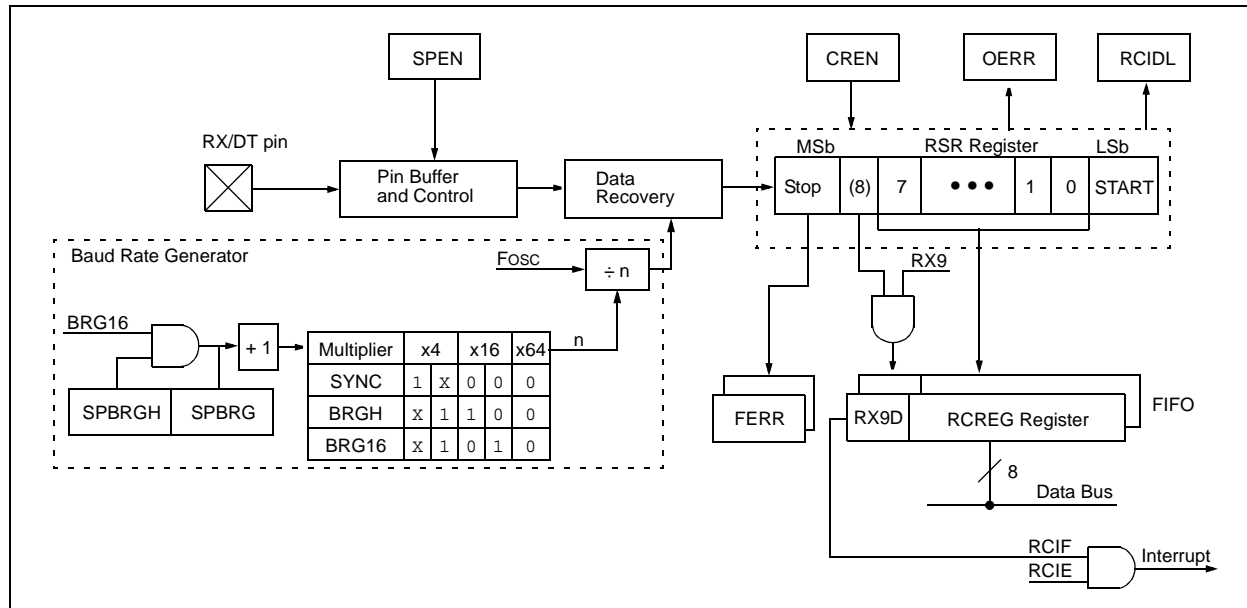 SPEN
CREN
OERR
RCIDL
RX/DT pin
Pin Buffer
and Control
Data
Recovery
MSb
RSR Register
LSb
Stop
(8)
7
• • •
1
0
START
RX9
Baud Rate Generator
FOSC
÷ n
n
BRG16
+ 1
SPBRGH
SPBRG
Multiplier x4 x16 x64
SYNC 1 X 0 0 0
BRGH X 1 1 0 0
BRG16 X 1 0 1 0
FERR
RX9D
RCREG Register
FIFO
8
Data Bus
RCIF
RCIE
Interrupt